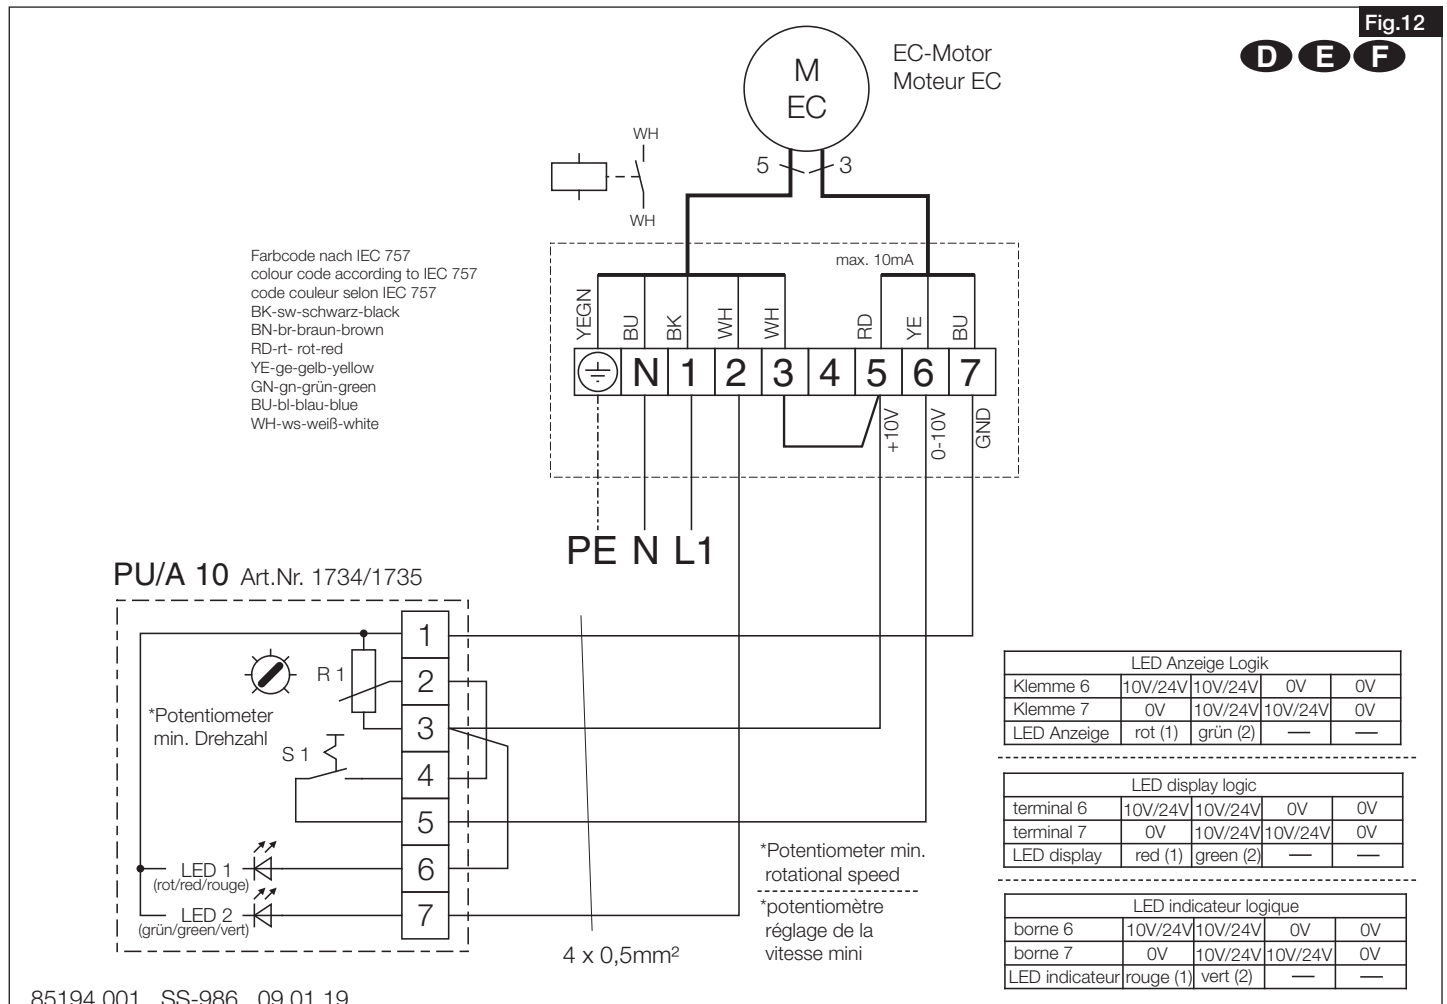 Fig.12
D E F
M
EC
EC-Motor
Moteur EC
WH
WH
5
3
max. 10mA
Farbcode nach IEC 757
colour code according to IEC 757
code couleur selon IEC 757
BK-sw-schwarz-black
BN-br-braun-brown
RD-rt- rot-red
YE-ge-gelb-yellow
GN-gn-grün-green
BU-bl-blau-blue
WH-ws-weiß-white
YEGN BU BK WH WH RD YE BU
N 1 2 3 4 5 6 7
+10V 0-10V GND
PE N L1
PU/A 10 Art.Nr. 1734/1735
1
2
3
4
5
6
7
R 1
*Potentiometer
min. Drehzahl
S 1
LED 1
(rot/red/rouge)
LED 2
(grün/green/vert)
4 x 0,5mm²
*Potentiometer min.
rotational speed
*potentiomètre
réglage de la
vitesse mini
LED Anzeige Logik
Klemme 6 10V/24V 10V/24V 0V 0V
Klemme 7 0V 10V/24V 10V/24V 0V
LED Anzeige rot (1) grün (2) — —
LED display logic
terminal 6 10V/24V 10V/24V 0V 0V
terminal 7 0V 10V/24V 10V/24V 0V
LED display red (1) green (2) — —
LED indicateur logique
borne 6 10V/24V 10V/24V 0V 0V
borne 7 0V 10V/24V 10V/24V 0V
LED indicateur rouge (1) vert (2) — —
85194.001 SS-986 09.01.19